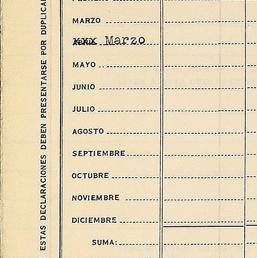 MARZO
xxx Marzo
MAYO
JUNIO
JULIO
AGOSTO
SEPTIEMBRE
OCTUBRE
NOVIEMBRE
DICIEMBRE
SUMA:
ESTAS DECLARACIONES DEBEN PRESENTARSE POR DUPLICA